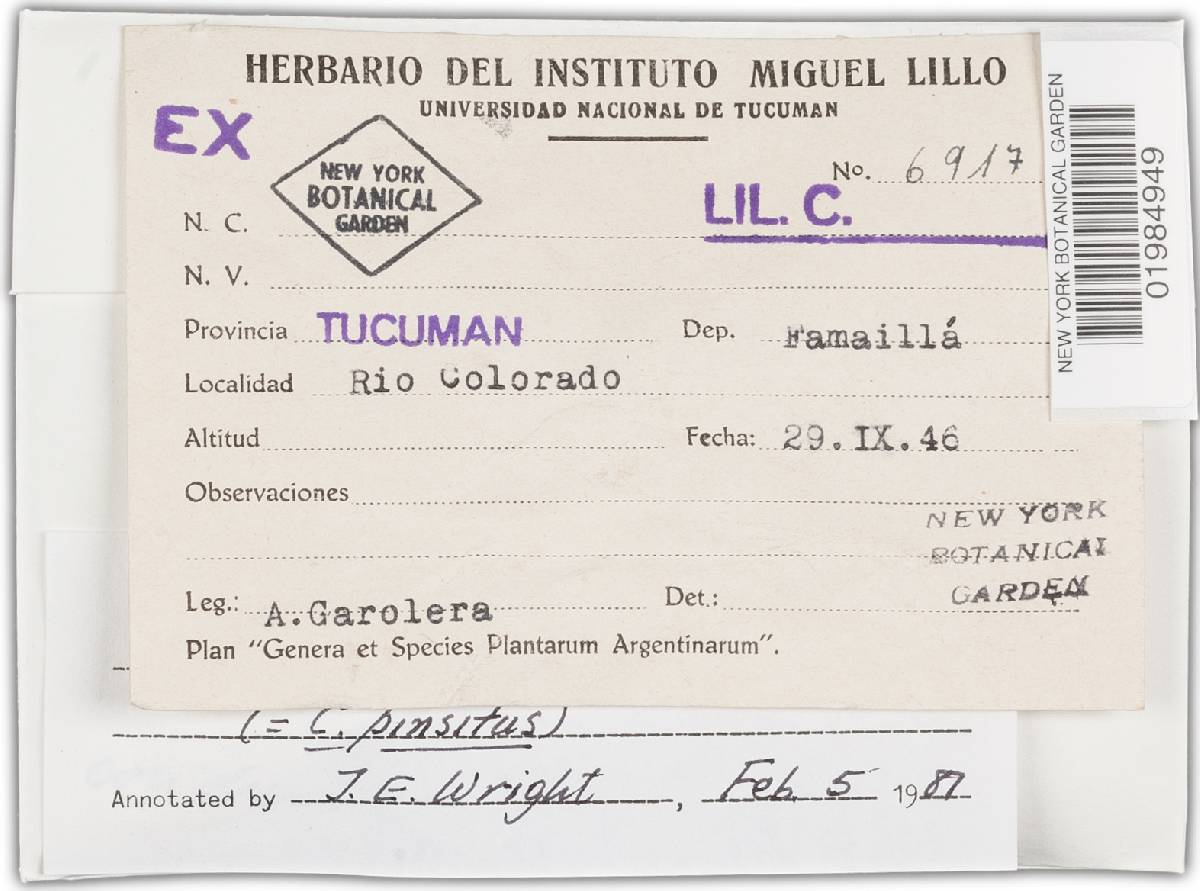 HERBARIO DEL INSTITUTO MIGUEL LILLO
UNIVERSIDAD NACIONAL DE TUCUMAN
EX
NEW YORK
BOTANICAL
GARDEN
No. 6917
LIL. C.
N. C.
N. V.
Provincia TUCUMAN Dep. Famaillá
Localidad Rio Colorado
Altitud Fecha: 29.IX.46
Observaciones
NEW YORK
BOTANICAL
GARDEN
Leg.: A.Garolera Det.:
Plan "Genera et Species Plantarum Argentinarum".
(= C. pinsitus)
Annotated by J. E. Wright, Feb. 5 1987
NEW YORK BOTANICAL GARDEN
01984949